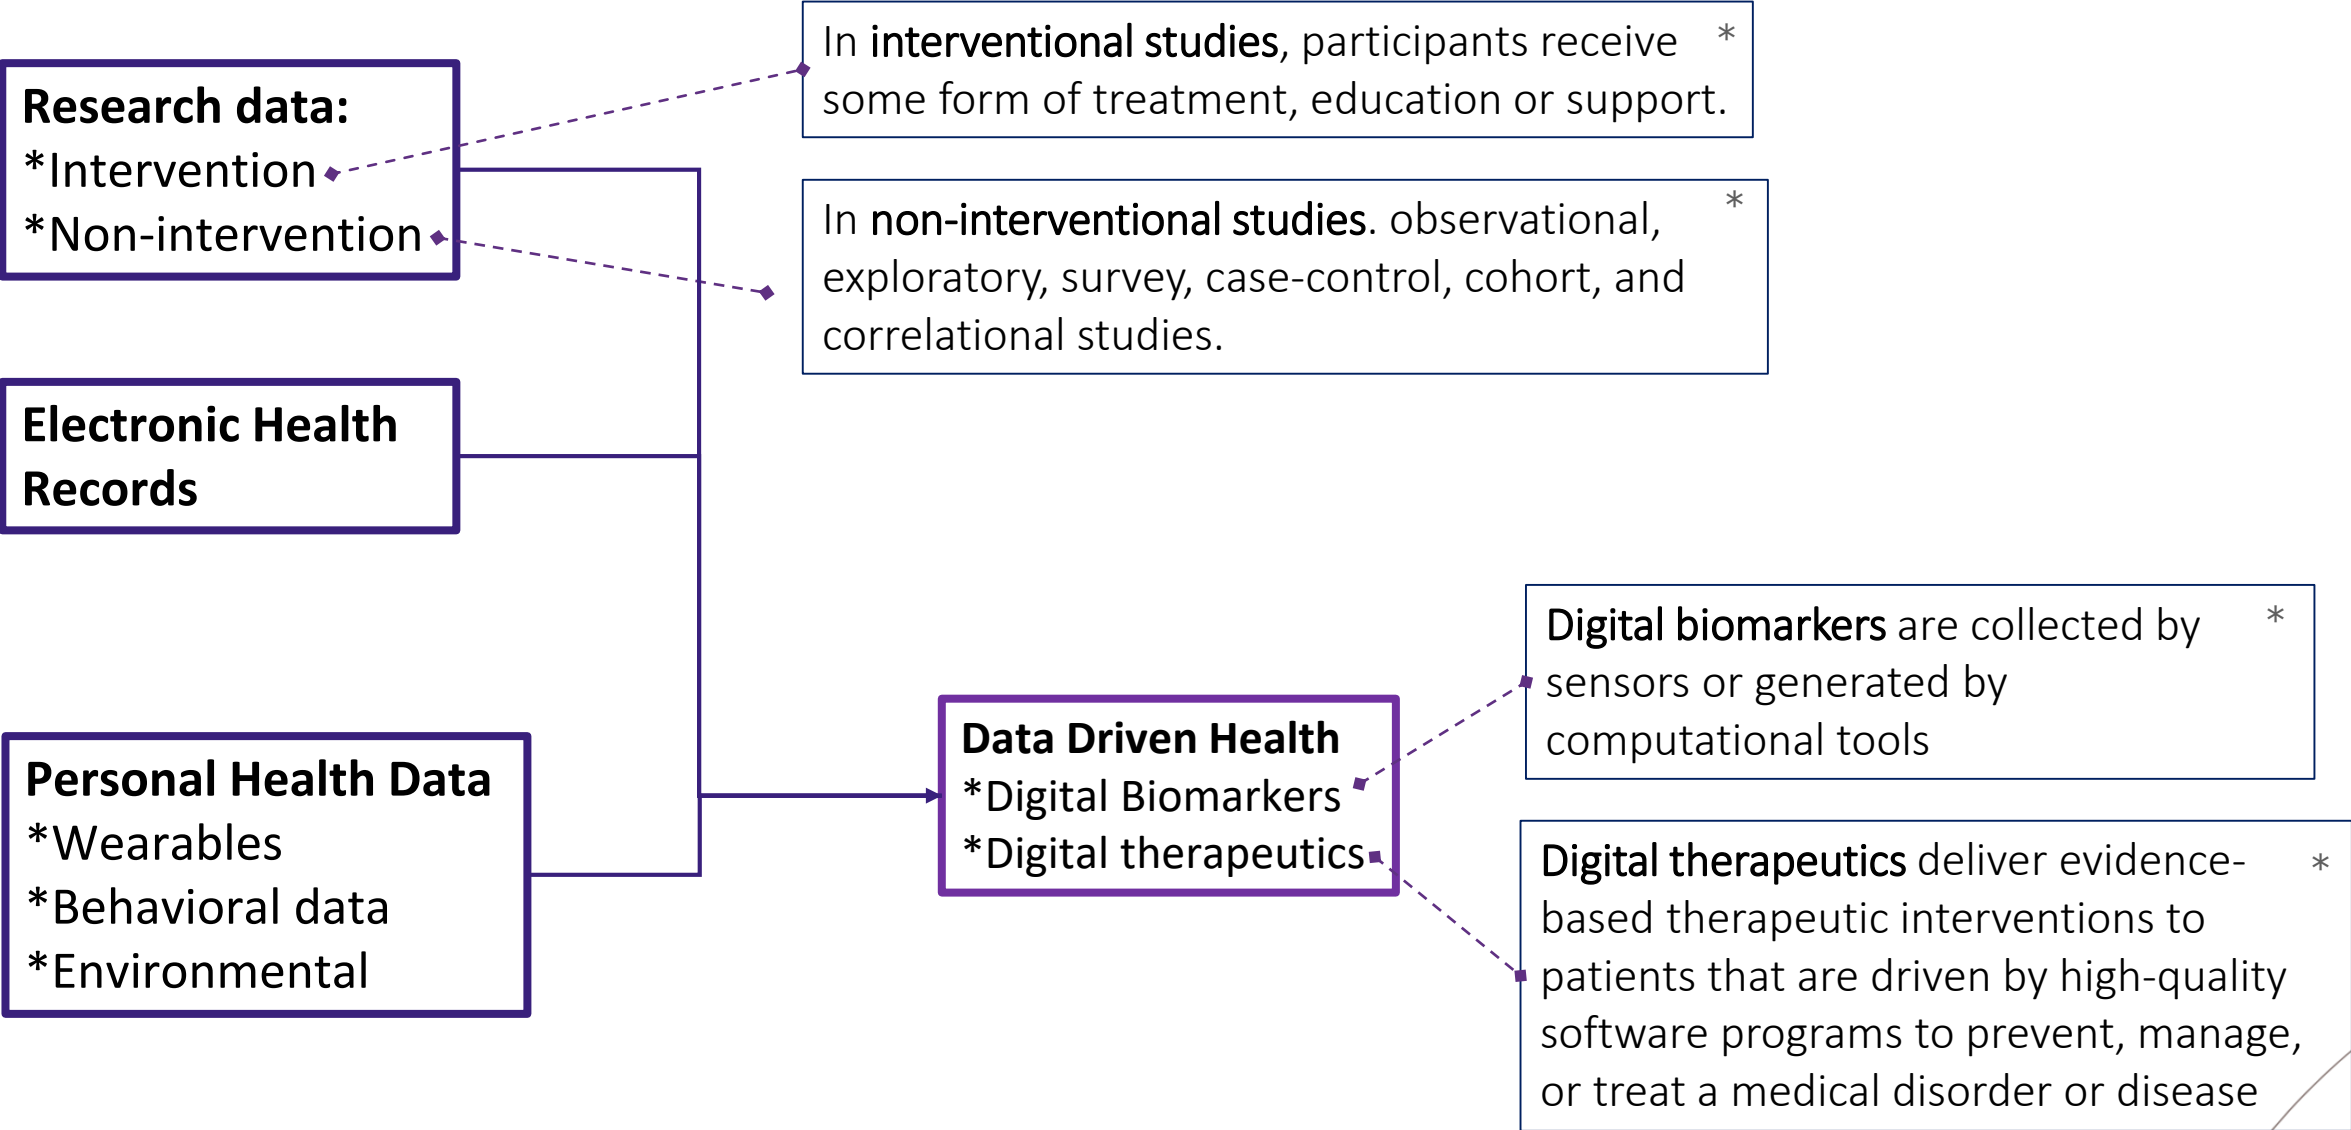 Research data:
*Intervention
*Non-intervention
In interventional studies, participants receive *
some form of treatment, education or support.
In non-interventional studies. observational, *
exploratory, survey, case-control, cohort, and
correlational studies.
Electronic Health
Records
Personal Health Data
*Wearables
*Behavioral data
*Environmental
Data Driven Health
*Digital Biomarkers
*Digital therapeutics
Digital biomarkers are collected by *
sensors or generated by
computational tools
Digital therapeutics deliver evidence- *
based therapeutic interventions to
patients that are driven by high-quality
software programs to prevent, manage,
or treat a medical disorder or disease